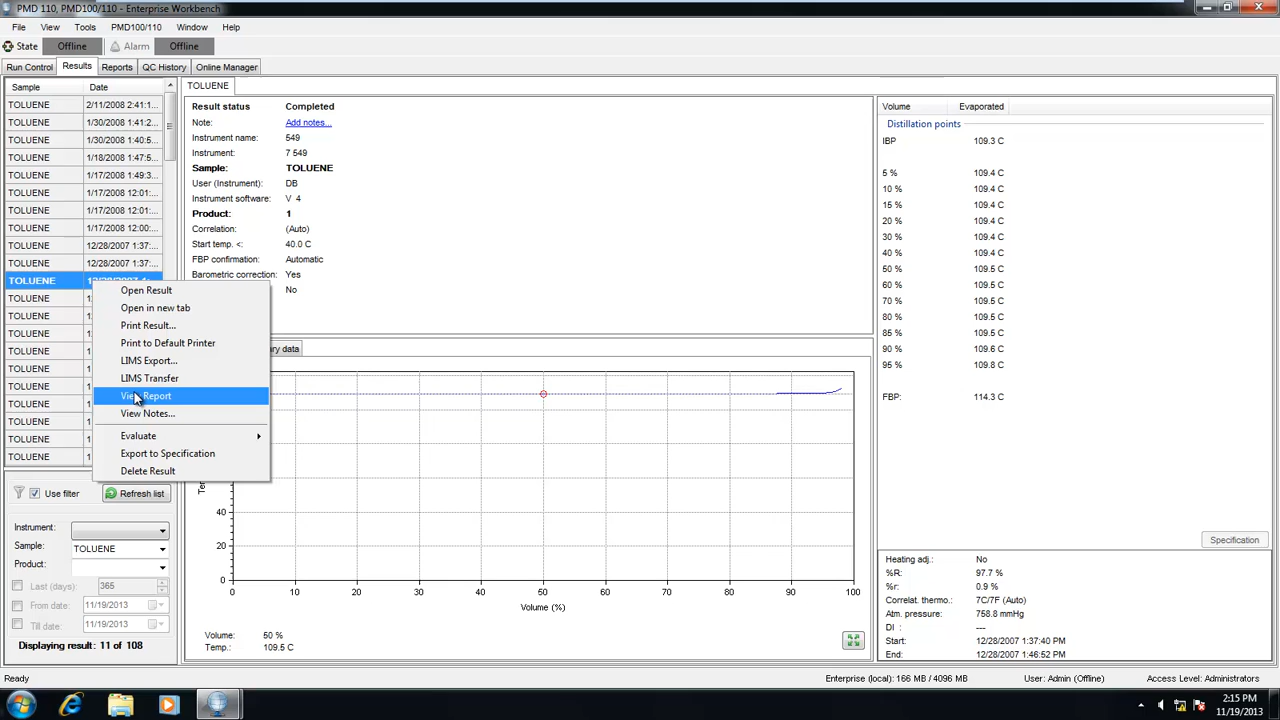 PMD 110, PMD100/110 - Enterprise Workbench
File View Tools PMD100/110 Window Help
State Offline Alarm Offline
Run Control Results Reports QC History Online Manager
Sample Date
TOLUENE 2/11/2008 2:41:1...
TOLUENE 1/30/2008 1:41:2...
TOLUENE 1/30/2008 1:40:5...
TOLUENE 1/18/2008 1:47:5...
TOLUENE 1/17/2008 1:49:3...
TOLUENE 1/17/2008 12:01:...
TOLUENE 1/17/2008 12:01:...
TOLUENE 1/17/2008 12:00:...
TOLUENE 12/28/2007 1:37:...
TOLUENE 12/28/2007 1:37:...
TOLUENE
TOLUENE
TOLUENE
TOLUENE
TOLUENE
TOLUENE
TOLUENE
TOLUENE
TOLUENE
TOLUENE
TOLUENE
Open Result
Open in new tab
Print Result...
Print to Default Printer
LIMS Export...
LIMS Transfer
View Report
View Notes...
Evaluate
Export to Specification
Delete Result
Use filter Refresh list
Instrument:
Sample: TOLUENE
Product:
Last (days): 365
From date: 11/19/2013
Till date: 11/19/2013
Displaying result: 11 of 108
TOLUENE
Result status Completed
Note: Add notes...
Instrument name: 549
Instrument: 7 549
Sample: TOLUENE
User (Instrument): DB
Instrument software: V 4
Product: 1
Correlation: (Auto)
Start temp. <: 40.0 C
FBP confirmation: Automatic
Barometric correction: Yes
No
ry data
40
20
0
0 10 20 30 40 50 60 70 80 90 100
Volume (%)
Volume: 50 %
Temp.: 109.5 C
Volume Evaporated
Distillation points
IBP 109.3 C
5 % 109.4 C
10 % 109.4 C
15 % 109.4 C
20 % 109.4 C
30 % 109.4 C
40 % 109.4 C
50 % 109.5 C
60 % 109.5 C
70 % 109.5 C
80 % 109.5 C
85 % 109.5 C
90 % 109.6 C
95 % 109.8 C
FBP: 114.3 C
Specification
Heating adj.: No
%R: 97.7 %
%r: 0.9 %
Correlat. thermo.: 7C/7F (Auto)
Atm. pressure: 758.8 mmHg
DI : ---
Start: 12/28/2007 1:37:40 PM
End: 12/28/2007 1:46:52 PM
Ready Enterprise (local): 166 MB / 4096 MB User: Admin (Offline) Access Level: Administrators
2:15 PM
11/19/2013